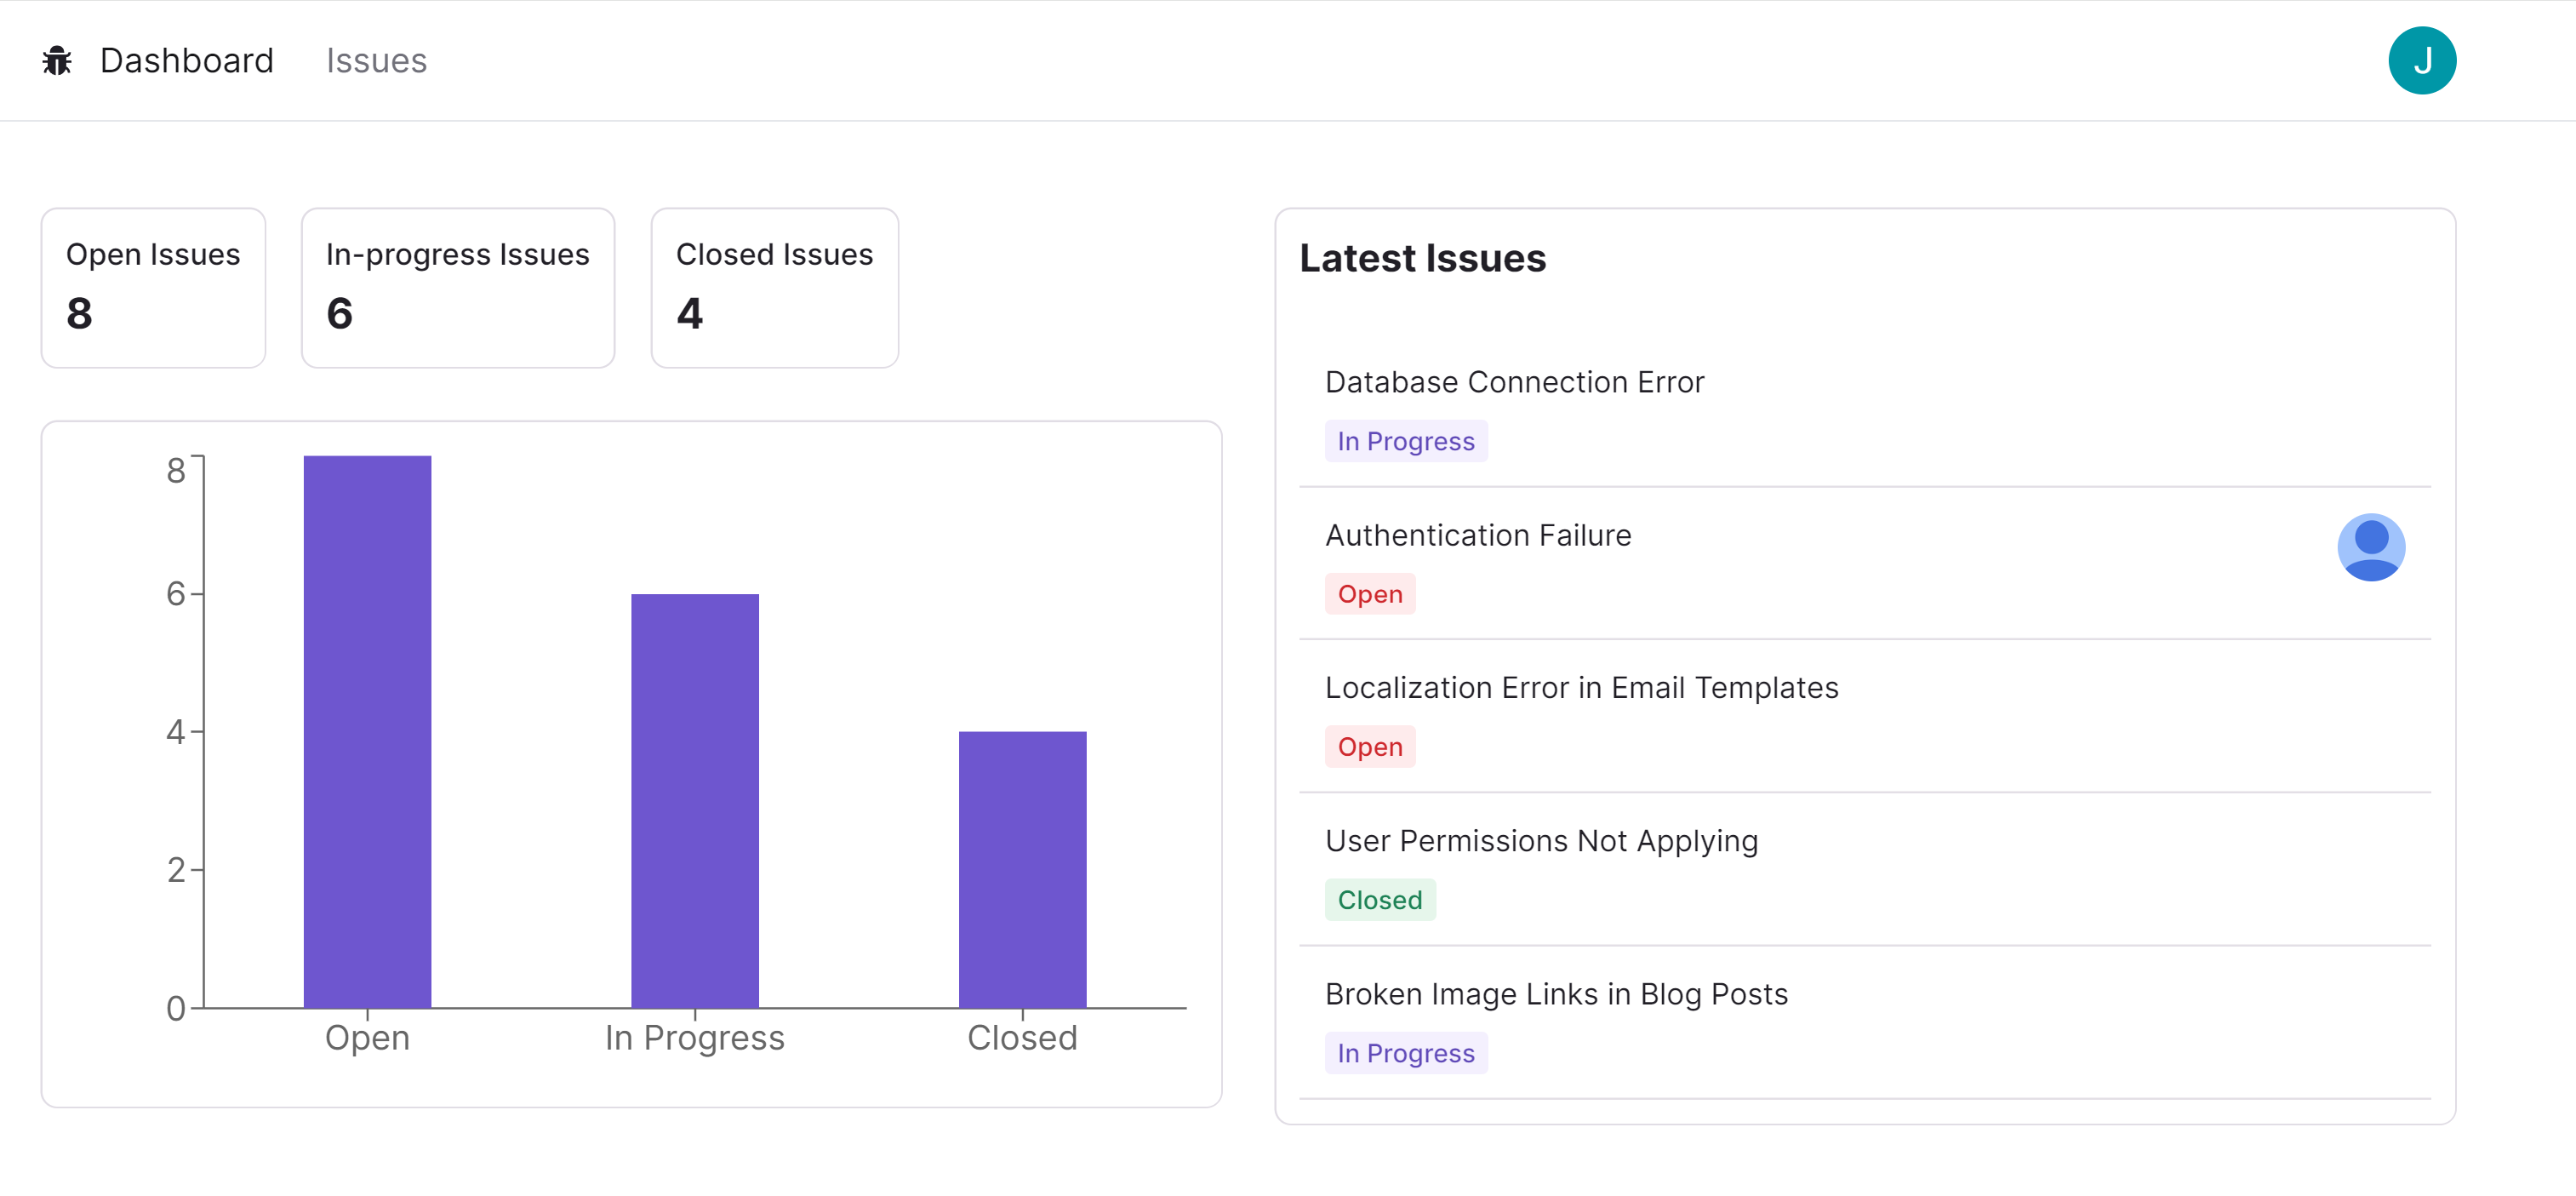 Dashboard Issues
J
Open Issues
8
In-progress Issues
6
Closed Issues
4
8
6
4
2
0
Open In Progress Closed
Latest Issues
Database Connection Error
In Progress
Authentication Failure
Open
Localization Error in Email Templates
Open
User Permissions Not Applying
Closed
Broken Image Links in Blog Posts
In Progress